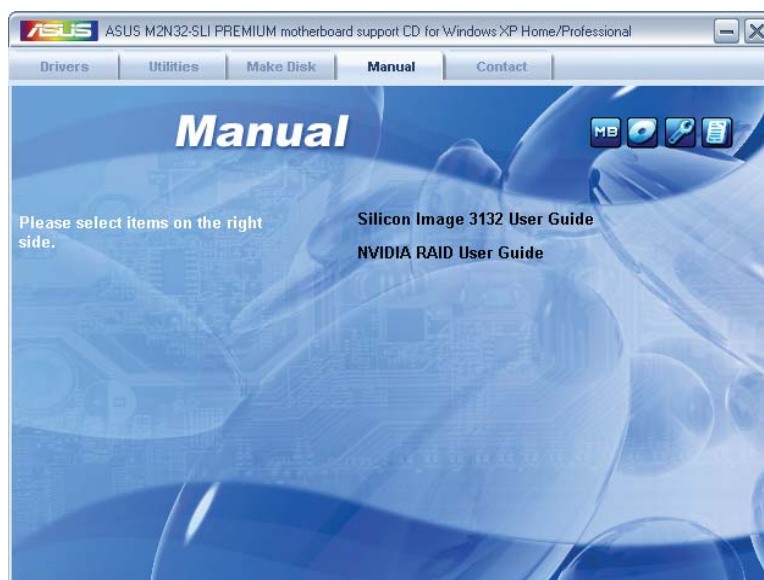 ASUS ASUS M2N32-SLI PREMIUM motherboard support CD for Windows XP Home/Professional
Drivers Utilities Make Disk Manual Contact
Manual
MB
Please select items on the right
side.
Silicon Image 3132 User Guide
NVIDIA RAID User Guide